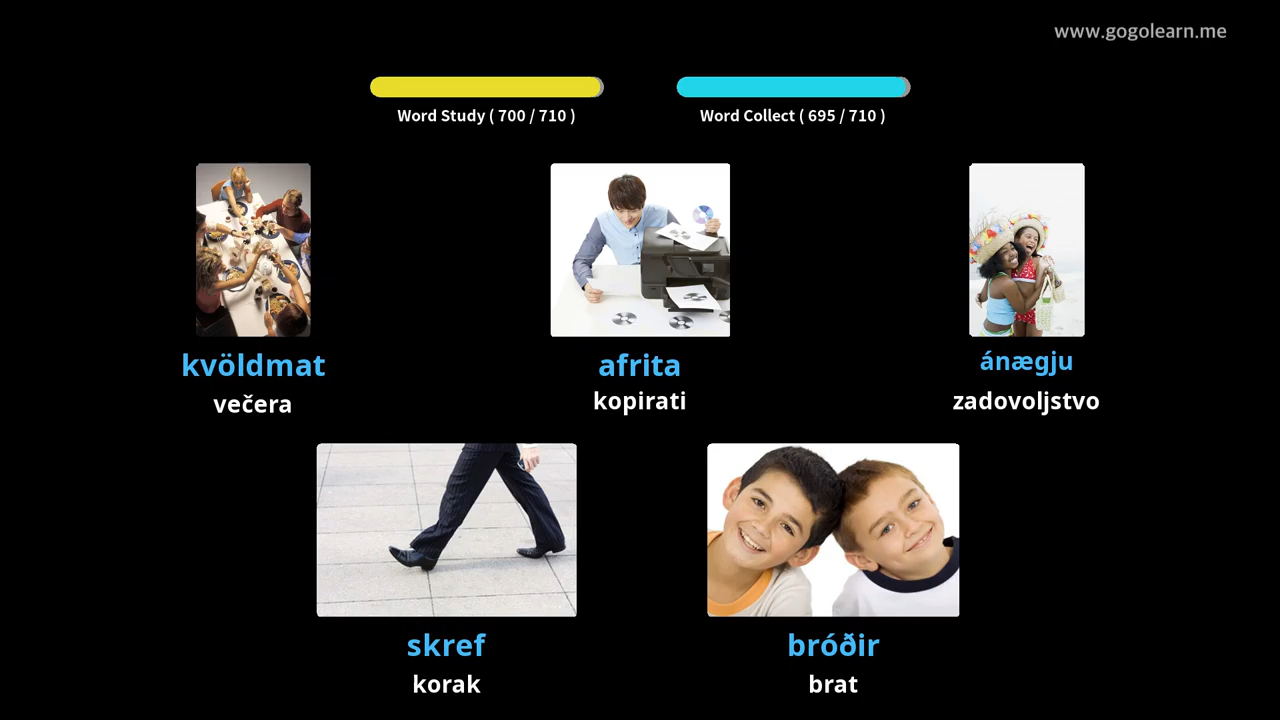 www.gogolearn.me
Word Study ( 700 / 710 )
Word Collect ( 695 / 710 )
kvöldmat
večera
afrita
kopirati
ánægju
zadovoljstvo
skref
korak
bróðir
brat